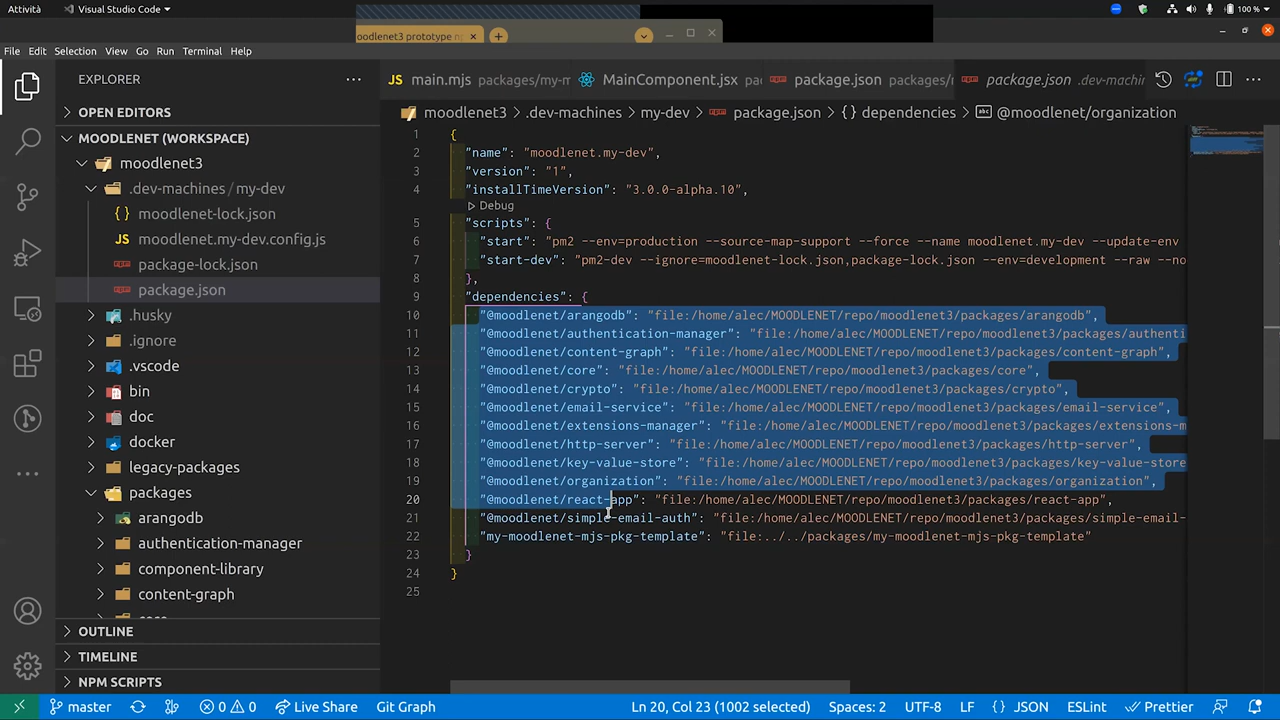 Attività
Visual Studio Code
100 %
oodlenet3 prototype n
File Edit Selection View Go Run Terminal Help
EXPLORER
JS main.mjs packages/my-m
MainComponent.jsx pac
package.json packages/
package.json .dev-machin
OPEN EDITORS
moodlenet3 > .dev-machines > my-dev > package.json > {} dependencies > @moodlenet/organization
MOODLENET (WORKSPACE)
moodlenet3
.dev-machines / my-dev
moodlenet-lock.json
JS moodlenet.my-dev.config.js
package-lock.json
package.json
.husky
.ignore
.vscode
bin
doc
docker
legacy-packages
packages
arangodb
authentication-manager
component-library
content-graph
core
OUTLINE
TIMELINE
NPM SCRIPTS
1 {
2 "name": "moodlenet.my-dev",
3 "version": "1",
4 "installTimeVersion": "3.0.0-alpha.10",
Debug
5 "scripts": {
6 "start": "pm2 --env=production --source-map-support --force --name moodlenet.my-dev --update-env
7 "start-dev": "pm2-dev --ignore=moodlenet-lock.json,package-lock.json --env=development --raw --no
8 },
9 "dependencies": {
10 "@moodlenet/arangodb": "file:/home/alec/MOODLENET/repo/moodlenet3/packages/arangodb",
11 "@moodlenet/authentication-manager": "file:/home/alec/MOODLENET/repo/moodlenet3/packages/authenti
12 "@moodlenet/content-graph": "file:/home/alec/MOODLENET/repo/moodlenet3/packages/content-graph",
13 "@moodlenet/core": "file:/home/alec/MOODLENET/repo/moodlenet3/packages/core",
14 "@moodlenet/crypto": "file:/home/alec/MOODLENET/repo/moodlenet3/packages/crypto",
15 "@moodlenet/email-service": "file:/home/alec/MOODLENET/repo/moodlenet3/packages/email-service",
16 "@moodlenet/extensions-manager": "file:/home/alec/MOODLENET/repo/moodlenet3/packages/extensions-m
17 "@moodlenet/http-server": "file:/home/alec/MOODLENET/repo/moodlenet3/packages/http-server",
18 "@moodlenet/key-value-store": "file:/home/alec/MOODLENET/repo/moodlenet3/packages/key-value-store
19 "@moodlenet/organization": "file:/home/alec/MOODLENET/repo/moodlenet3/packages/organization",
20 "@moodlenet/react-app": "file:/home/alec/MOODLENET/repo/moodlenet3/packages/react-app",
21 "@moodlenet/simple-email-auth": "file:/home/alec/MOODLENET/repo/moodlenet3/packages/simple-email-
22 "my-moodlenet-mjs-pkg-template": "file:../../packages/my-moodlenet-mjs-pkg-template"
23 }
24 }
25
master 0 0 Live Share Git Graph Ln 20, Col 23 (1002 selected) Spaces: 2 UTF-8 LF {} JSON ESLint Prettier